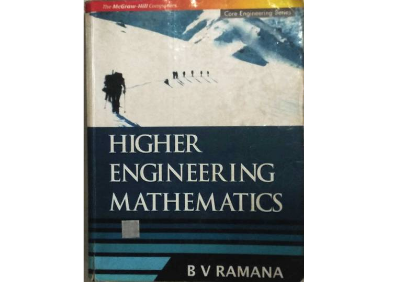 The McGraw-Hill Companies
Core Engineering Series
HIGHER
ENGINEERING
MATHEMATICS
B V RAMANA